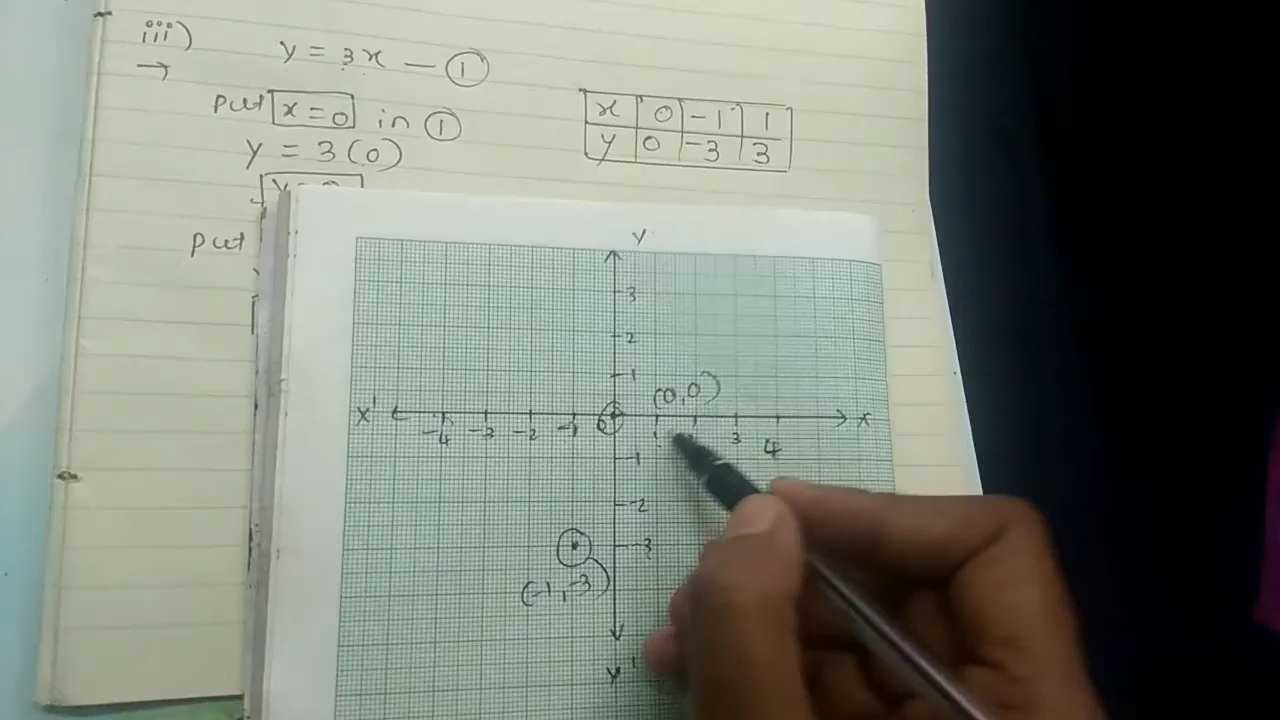 iii) y = 3x — ①
→
put x = 0 in ①
y = 3(0)
put
x 0 -1 1
y 0 -3 3
Y
3
2
1
(0,0)
X' -4 -3 -2 -1 0 3 4 X
-1
-2
-3
(-1,-3)
Y'